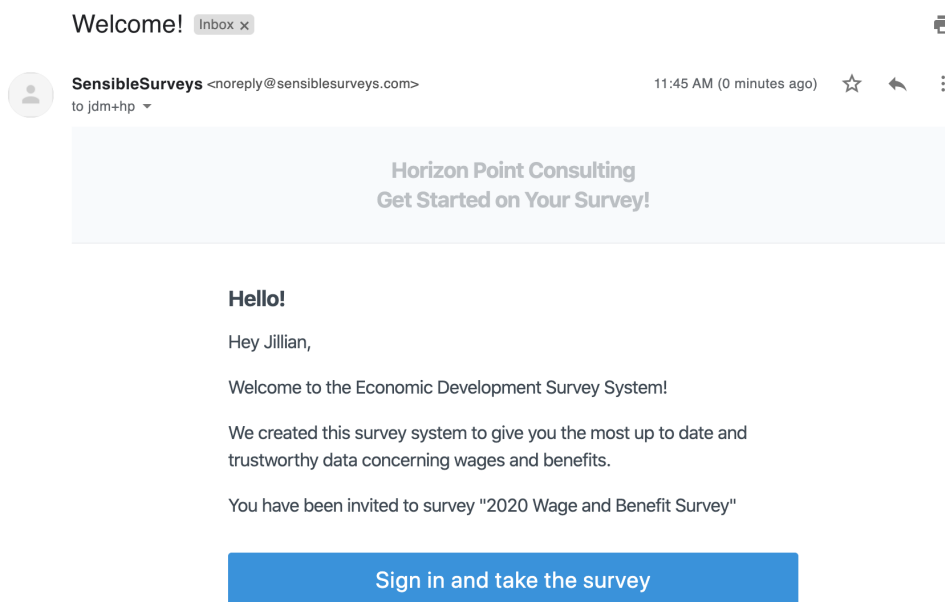 Welcome! Inbox ×
SensibleSurveys <noreply@sensiblesurveys.com> 11:45 AM (0 minutes ago)
to jdm+hp
Horizon Point Consulting
Get Started on Your Survey!
Hello!
Hey Jillian,
Welcome to the Economic Development Survey System!
We created this survey system to give you the most up to date and
trustworthy data concerning wages and benefits.
You have been invited to survey "2020 Wage and Benefit Survey"
Sign in and take the survey